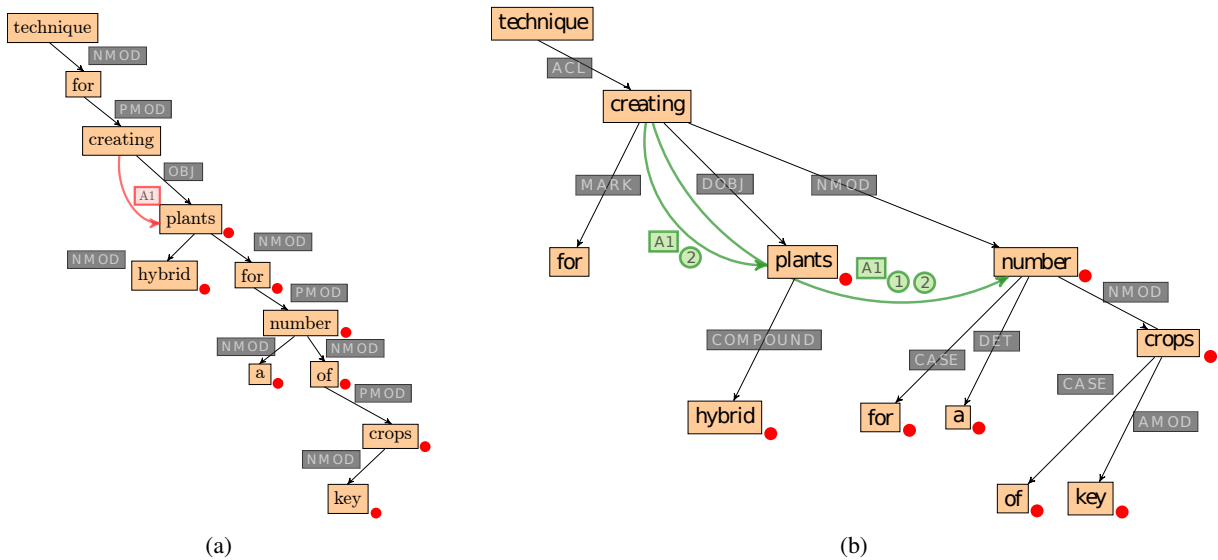 technique
NMOD
for
PMOD
creating
OBJ
A1
plants
NMOD
NMOD
hybrid
for
PMOD
number
NMOD
NMOD
a
of
PMOD
crops
NMOD
key
(a)
technique
ACL
creating
MARK
DOBJ
NMOD
A1
2
for
plants
A1
1
2
number
NMOD
COMPOUND
CASE
DET
crops
CASE
AMOD
hybrid
for
a
of
key
(b)